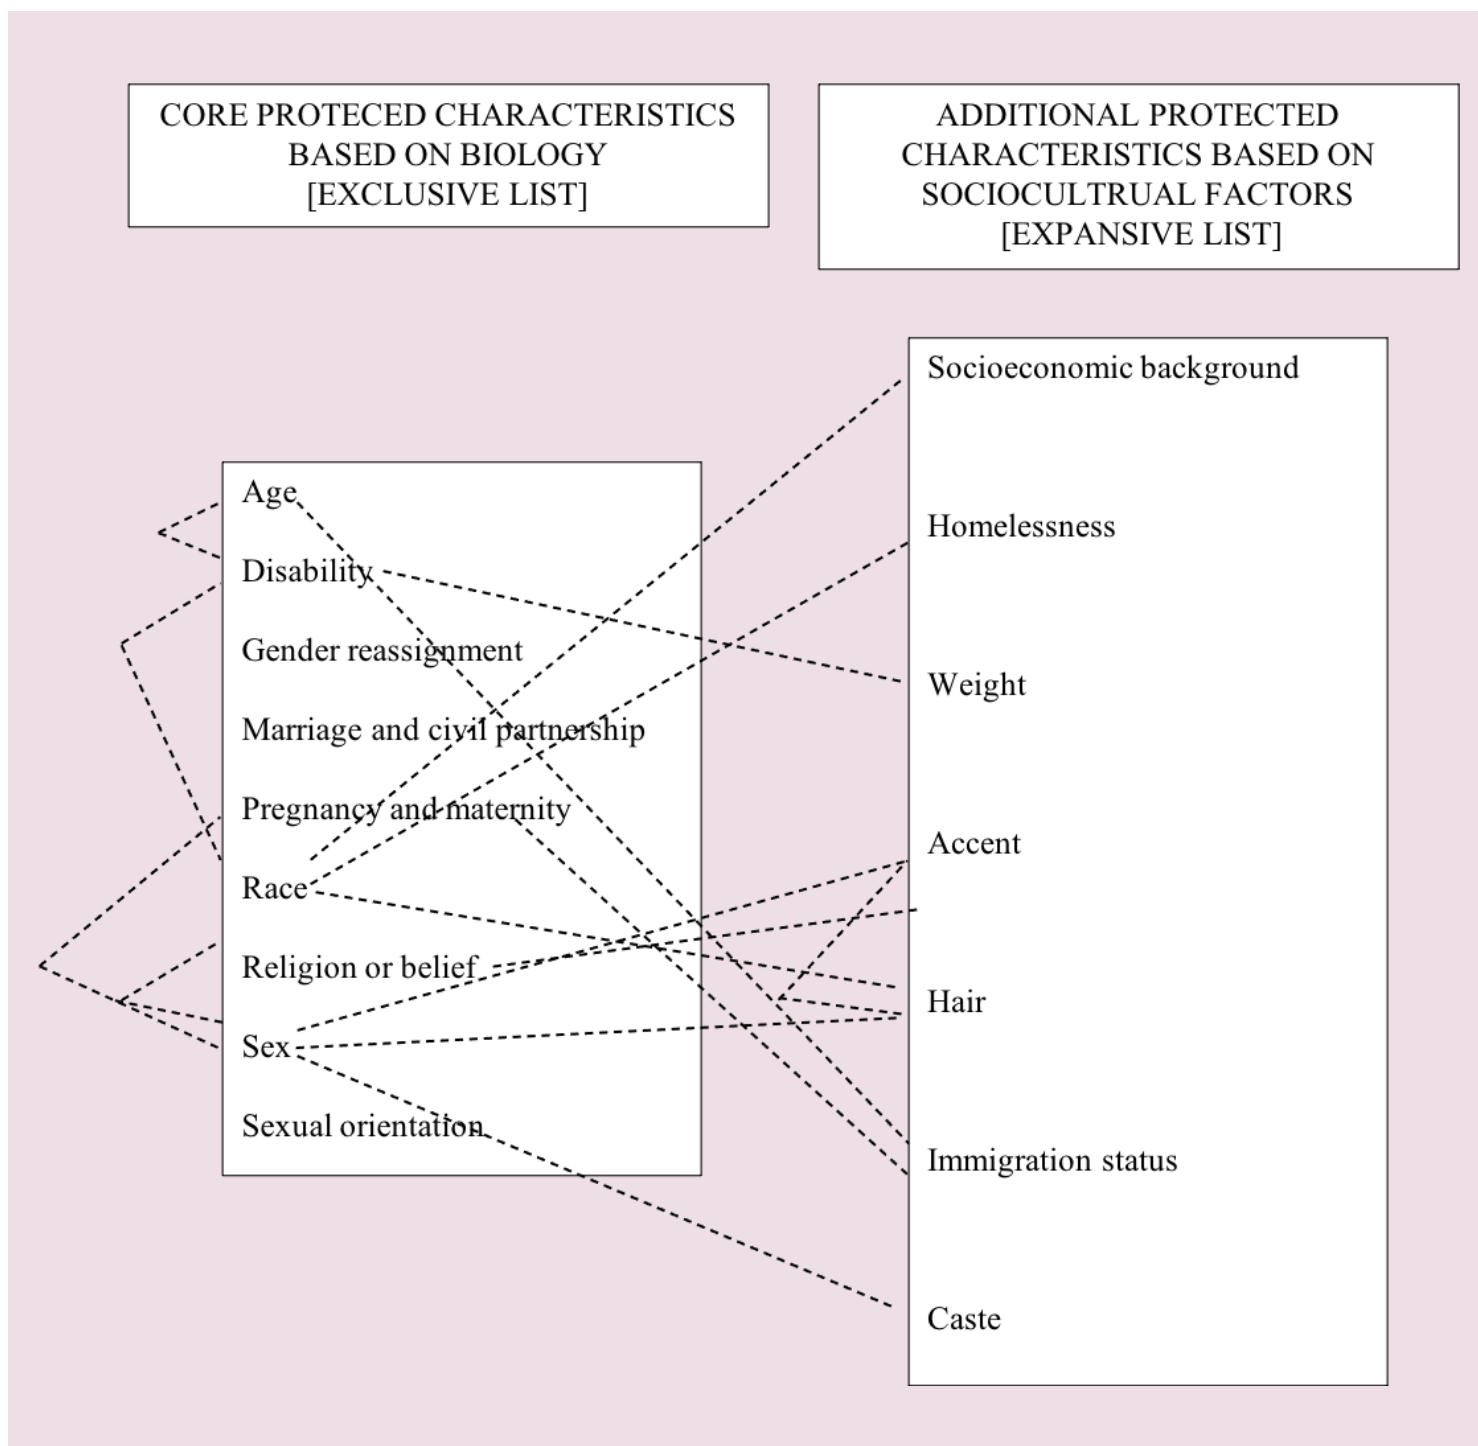 CORE PROTECED CHARACTERISTICS
BASED ON BIOLOGY
[EXCLUSIVE LIST]
ADDITIONAL PROTECTED
CHARACTERISTICS BASED ON
SOCIOCULTRUAL FACTORS
[EXPANSIVE LIST]
Age
Disability
Gender reassignment
Marriage and civil partnership
Pregnancy and maternity
Race
Religion or belief
Sex
Sexual orientation
Socioeconomic background
Homelessness
Weight
Accent
Hair
Immigration status
Caste